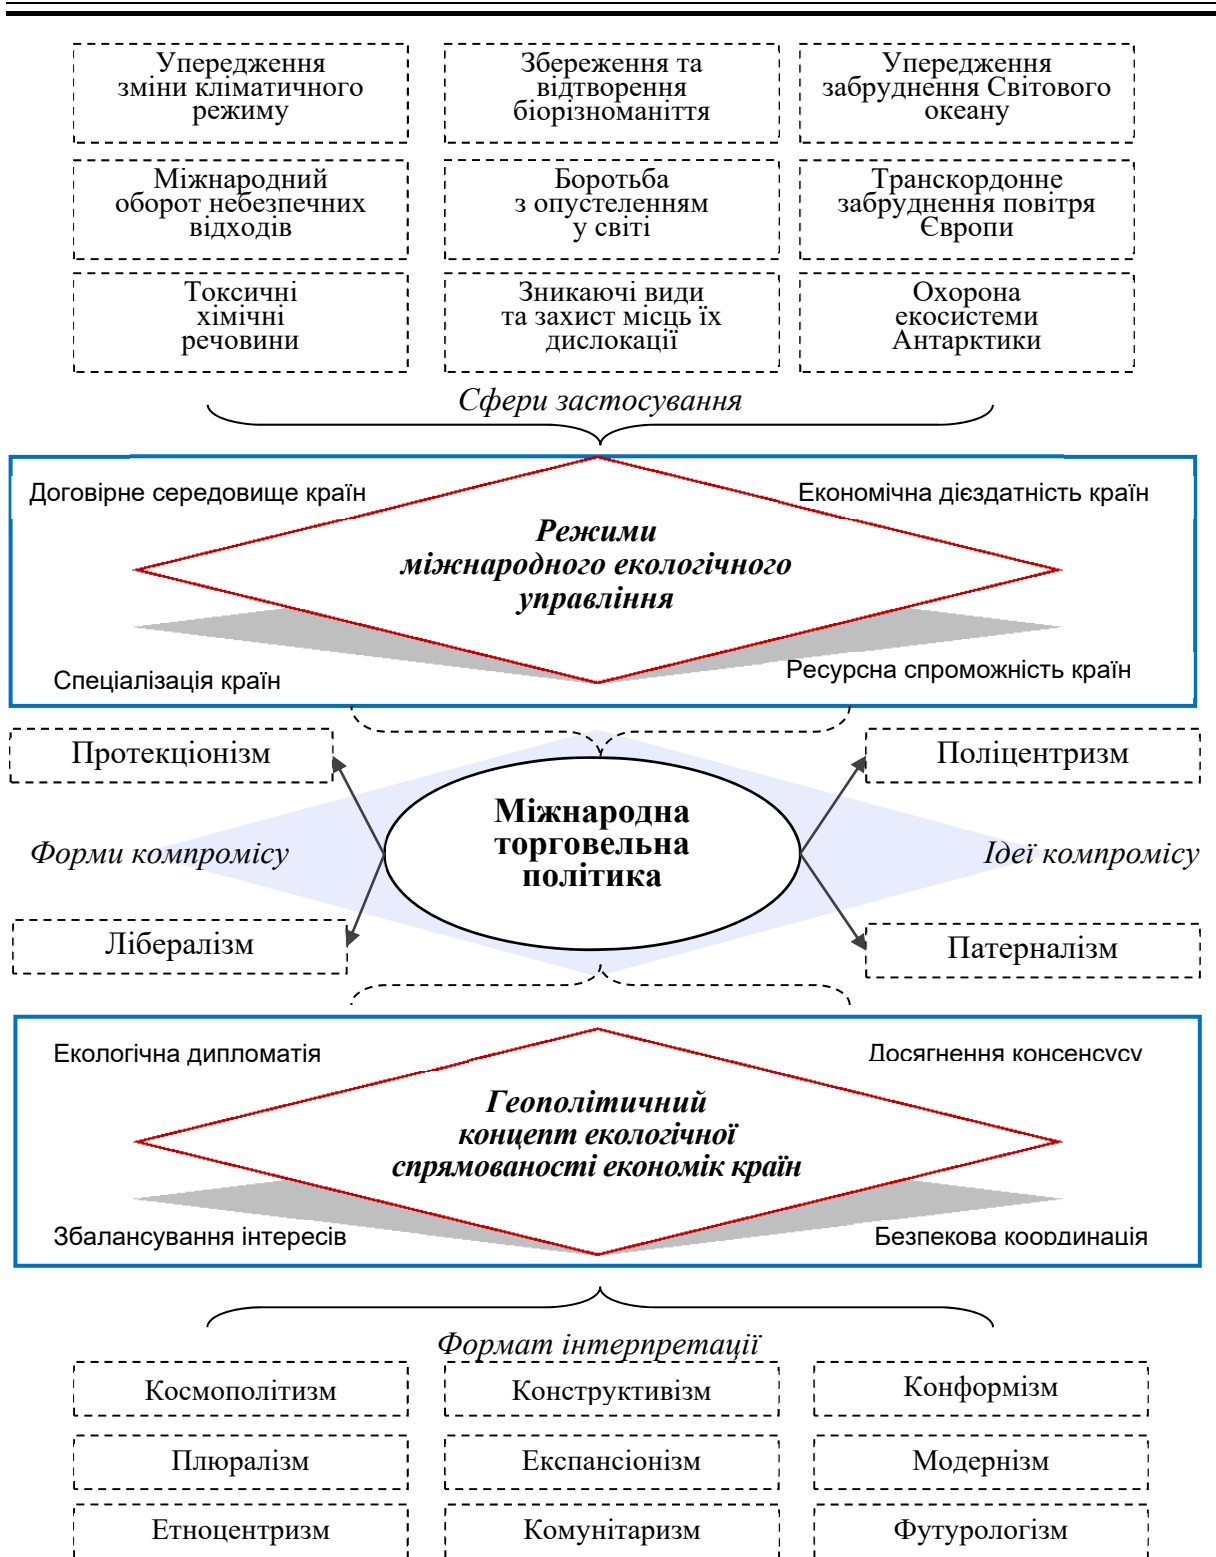 Упередження
зміни кліматичного
режиму
Збереження та
відтворення
біорізноманіття
Упередження
забруднення Світового
океану
Міжнародний
оборот небезпечних
відходів
Боротьба
з опустеленням
у світі
Транскордонне
забруднення повітря
Європи
Токсичні
хімічні
речовини
Зникаючі види
та захист місць їх
дислокації
Охорона
екосистеми
Антарктики
Сфери застосування
Договірне середовище країн
Економічна дієздатність країн
Режими
міжнародного екологічного
управління
Спеціалізація країн
Ресурсна спроможність країн
Протекціонізм
Поліцентризм
Міжнародна
торговельна
політика
Форми компромісу
Ідеї компромісу
Лібералізм
Патерналізм
Екологічна дипломатія
Досягнення консенсусу
Геополітичний
концепт екологічної
спрямованості економік країн
Збалансування інтересів
Безпекова координація
Формат інтерпретації
Космополітизм
Конструктивізм
Конформізм
Плюралізм
Експансіонізм
Модернізм
Етноцентризм
Комунітаризм
Футурологізм